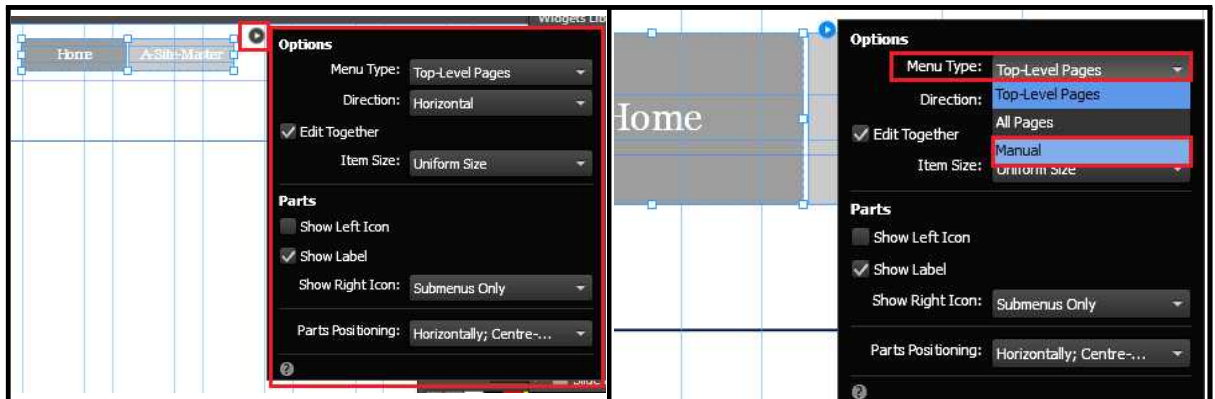 Widgets Lib
Home
A-Site-Master
Options
Menu Type: Top-Level Pages
Direction: Horizontal
Edit Together
Item Size: Uniform Size
Parts
Show Left Icon
Show Label
Show Right Icon: Submenus Only
Parts Positioning: Horizontally; Centre-...
Slide
Home
Options
Menu Type: Top-Level Pages
Direction: Top-Level Pages
All Pages
Edit Together
Manual
Item Size: Uniform Size
Parts
Show Left Icon
Show Label
Show Right Icon: Submenus Only
Parts Positioning: Horizontally; Centre-...